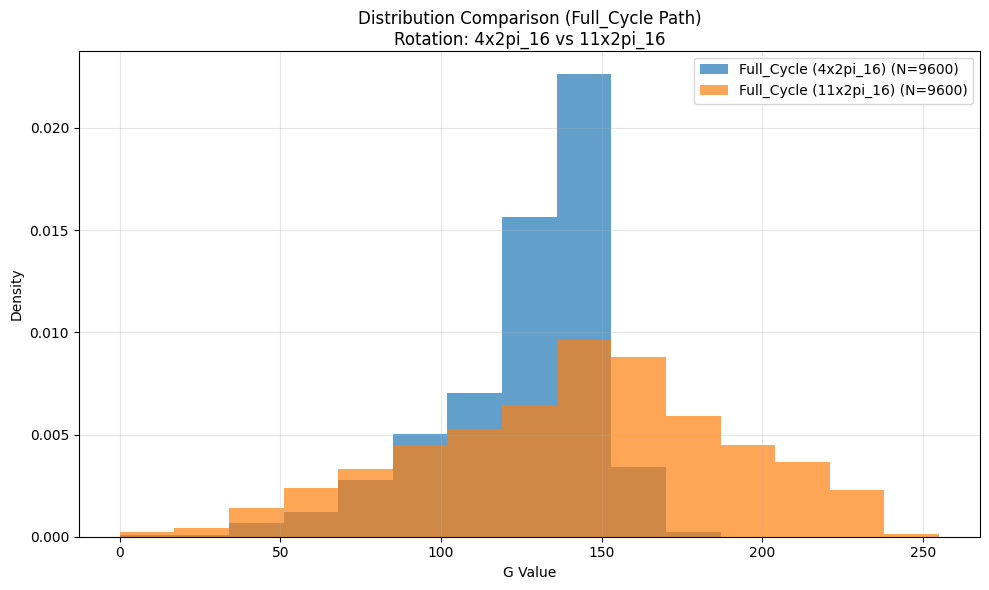 Distribution Comparison (Full_Cycle Path)
Rotation: 4x2pi_16 vs 11x2pi_16
Full_Cycle (4x2pi_16) (N=9600)
Full_Cycle (11x2pi_16) (N=9600)
Density
0.020
0.015
0.010
0.005
0.000
0 50 100 150 200 250
G Value